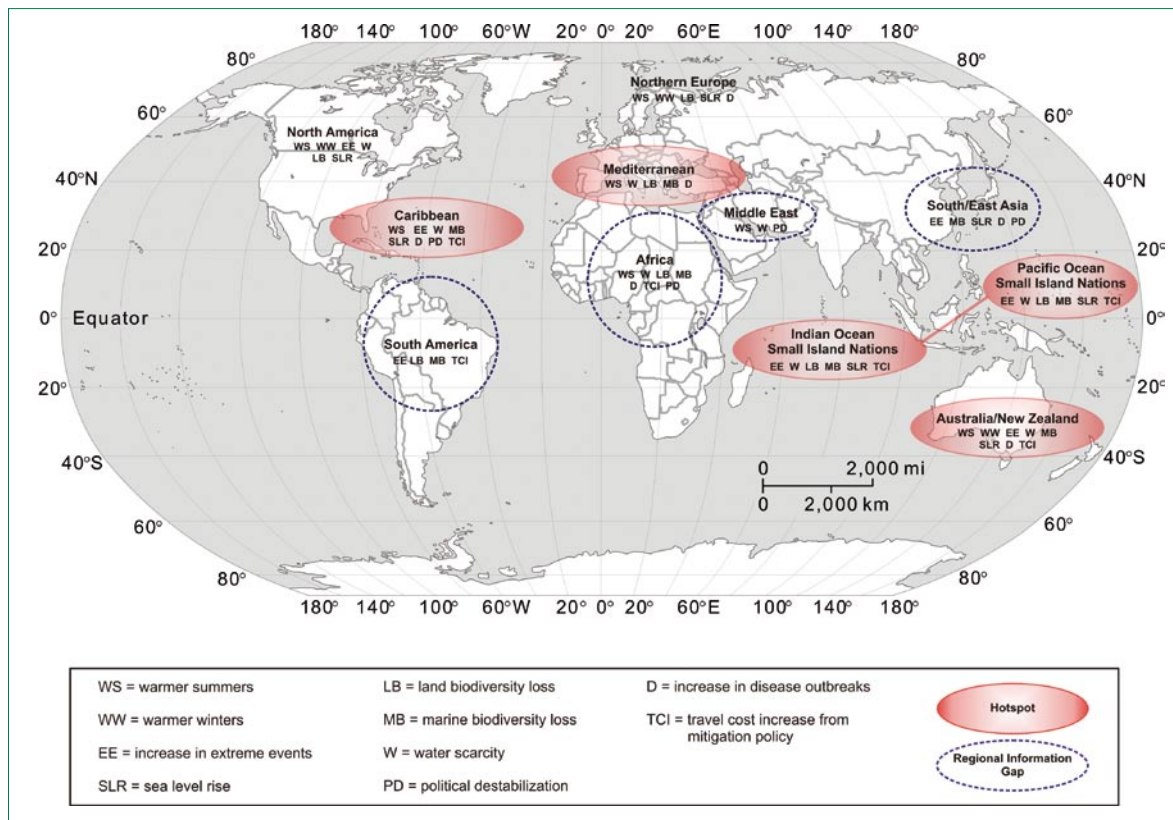 180° 140° 100° 60°W 20° 0° 20° 60°E 100° 140° 180°
80° 80°
60° 60°
40°N 40°N
20° 20°
0° Equator 0°
20° 20°
40°S 40°S
60° 60°
80° 80°
180° 140° 100° 60°W 20° 0° 20° 60°E 100° 140° 180°
Northern Europe
WS WW LB SLR D
North America
WS WW EE W
LB SLR
Mediterranean
WS W LB MB D
Caribbean
WS EE W MB
SLR D PD TCI
Middle East
WS W PD
South/East Asia
EE MB SLR D PD
Africa
WS W LB MB
D TCI PD
Pacific Ocean
Small Island Nations
EE W LB MB SLR TCI
South America
EE LB MB TCI
Indian Ocean
Small Island Nations
EE W LB MB SLR TCI
Australia/New Zealand
WS WW EE W MB
SLR D TCI
0 2,000 mi
0 2,000 km
WS = warmer summers
WW = warmer winters
EE = increase in extreme events
SLR = sea level rise
LB = land biodiversity loss
MB = marine biodiversity loss
W = water scarcity
PD = political destabilization
D = increase in disease outbreaks
TCI = travel cost increase from
mitigation policy
Hotspot
Regional Information
Gap